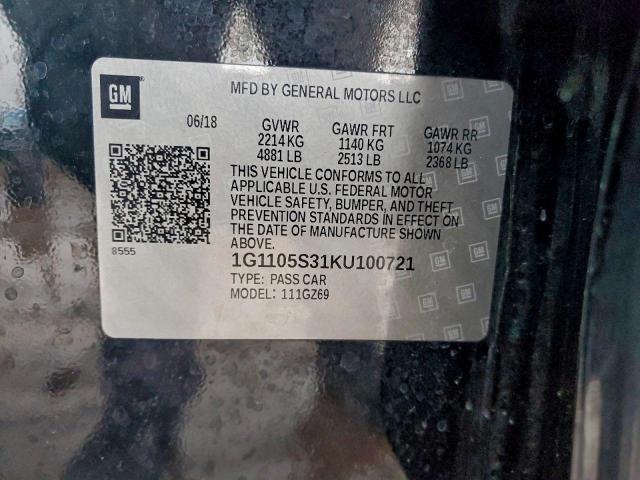 GM
MFD BY GENERAL MOTORS LLC
06/18 GVWR GAWR FRT GAWR RR
2214 KG 1140 KG 1074 KG
4881 LB 2513 LB 2368 LB
THIS VEHICLE CONFORMS TO ALL
APPLICABLE U.S. FEDERAL MOTOR
VEHICLE SAFETY, BUMPER, AND THEFT
PREVENTION STANDARDS IN EFFECT ON
THE DATE OF MANUFACTURE SHOWN
ABOVE.
8555
1G1105S31KU100721
TYPE: PASS CAR
MODEL: 111GZ69